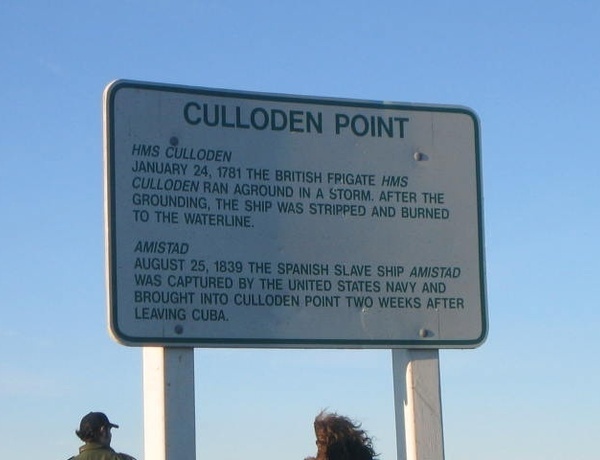 CULLODEN POINT
HMS CULLODEN
JANUARY 24, 1781 THE BRITISH FRIGATE HMS
CULLODEN RAN AGROUND IN A STORM. AFTER THE
GROUNDING, THE SHIP WAS STRIPPED AND BURNED
TO THE WATERLINE.
AMISTAD
AUGUST 25, 1839 THE SPANISH SLAVE SHIP AMISTAD
WAS CAPTURED BY THE UNITED STATES NAVY AND
BROUGHT INTO CULLODEN POINT TWO WEEKS AFTER
LEAVING CUBA.